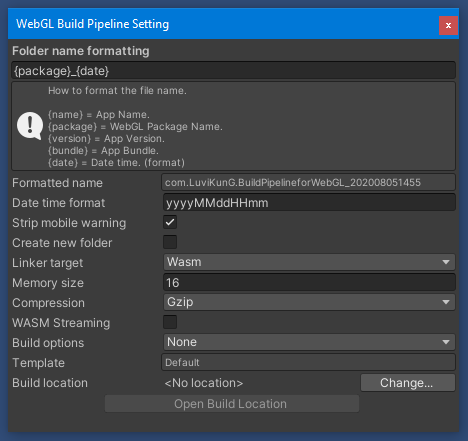 WebGL Build Pipeline Setting
x
Folder name formatting
{package}_{date}
How to format the file name.
{name} = App Name.
{package} = WebGL Package Name.
{version} = App Version.
{bundle} = App Bundle.
{date} = Date time. (format)
Formatted name com.LuviKunG.BuildPipelineforWebGL_202008051455
Date time format yyyyMMddHHmm
Strip mobile warning
Create new folder
Linker target Wasm
Memory size 16
Compression Gzip
WASM Streaming
Build options None
Template Default
Build location <No location> Change...
Open Build Location